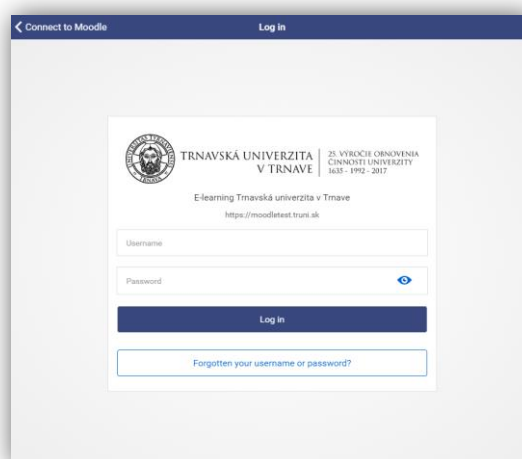 Connect to Moodle
Log in
TRNAVSKÁ UNIVERZITA
V TRNAVE
25. VÝROČIE OBNOVENIA
ČINNOSTI UNIVERZITY
1635 - 1992 - 2017
E-learning Trnavská univerzita v Trnave
https://moodletest.truni.sk
Username
Password
Log in
Forgotten your username or password?